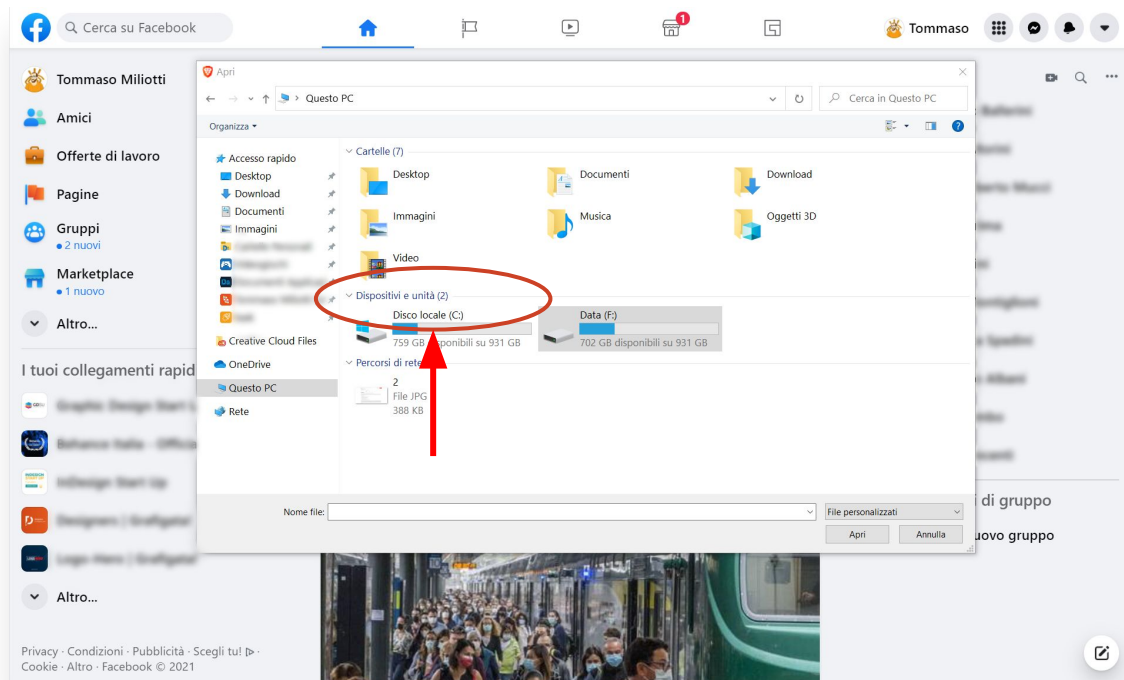 Cerca su Facebook
1
Tommaso
Tommaso Miliotti
Amici
Offerte di lavoro
Pagine
Gruppi
2 nuovi
Marketplace
1 nuovo
Altro...
I tuoi collegamenti rapid
Altro...
Privacy · Condizioni · Pubblicità · Scegli tu! ·
Cookie · Altro · Facebook © 2021
Apri
Questo PC
Cerca in Questo PC
Organizza
Accesso rapido
Desktop
Download
Documenti
Immagini
Creative Cloud Files
OneDrive
Questo PC
Rete
Cartelle (7)
Desktop
Documenti
Download
Immagini
Musica
Oggetti 3D
Video
Dispositivi e unità (2)
Disco locale (C:)
759 GB disponibili su 931 GB
Data (F:)
702 GB disponibili su 931 GB
Percorsi di rete
2
File JPG
388 KB
Nome file:
File personalizzati
Apri
Annulla
i di gruppo
uovo gruppo